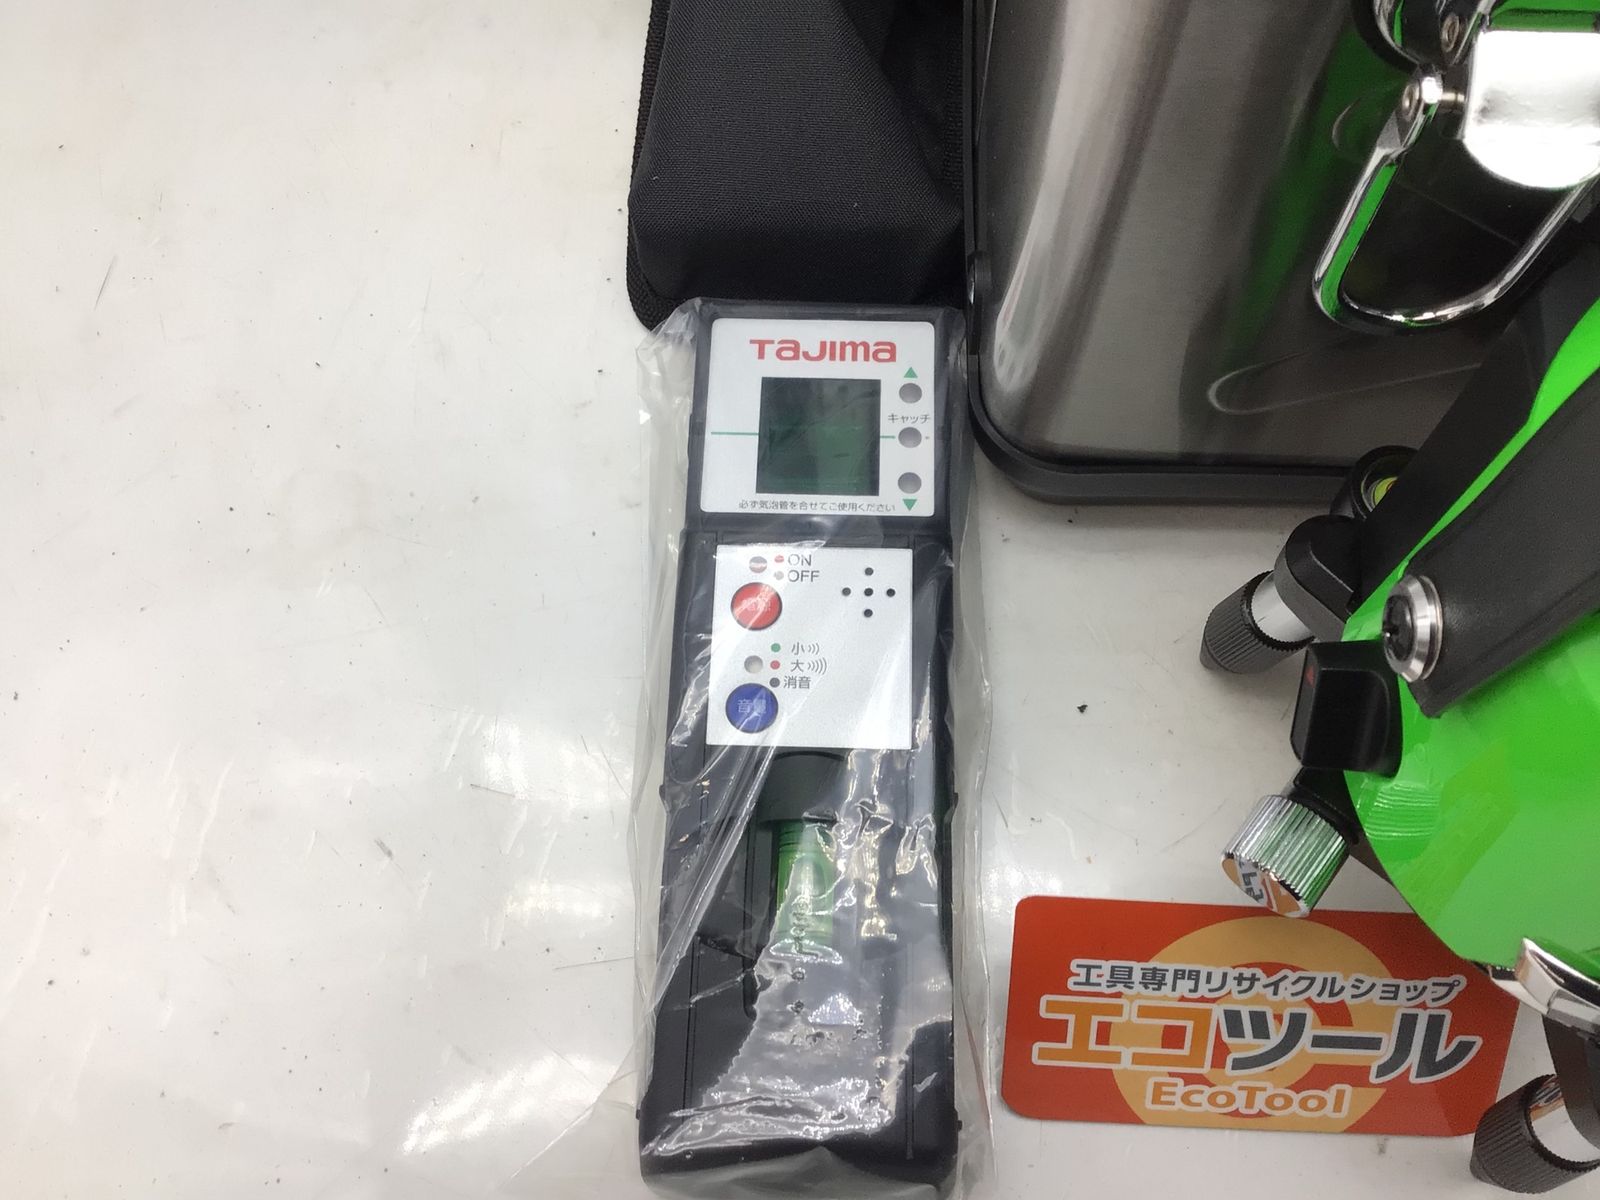 TAJIMA
キャッチ
必ず気泡管を合せてご使用ください
ON
OFF
電源
小
大
消音
音量
工具専門リサイクルショップ
エコツール
EcoTool